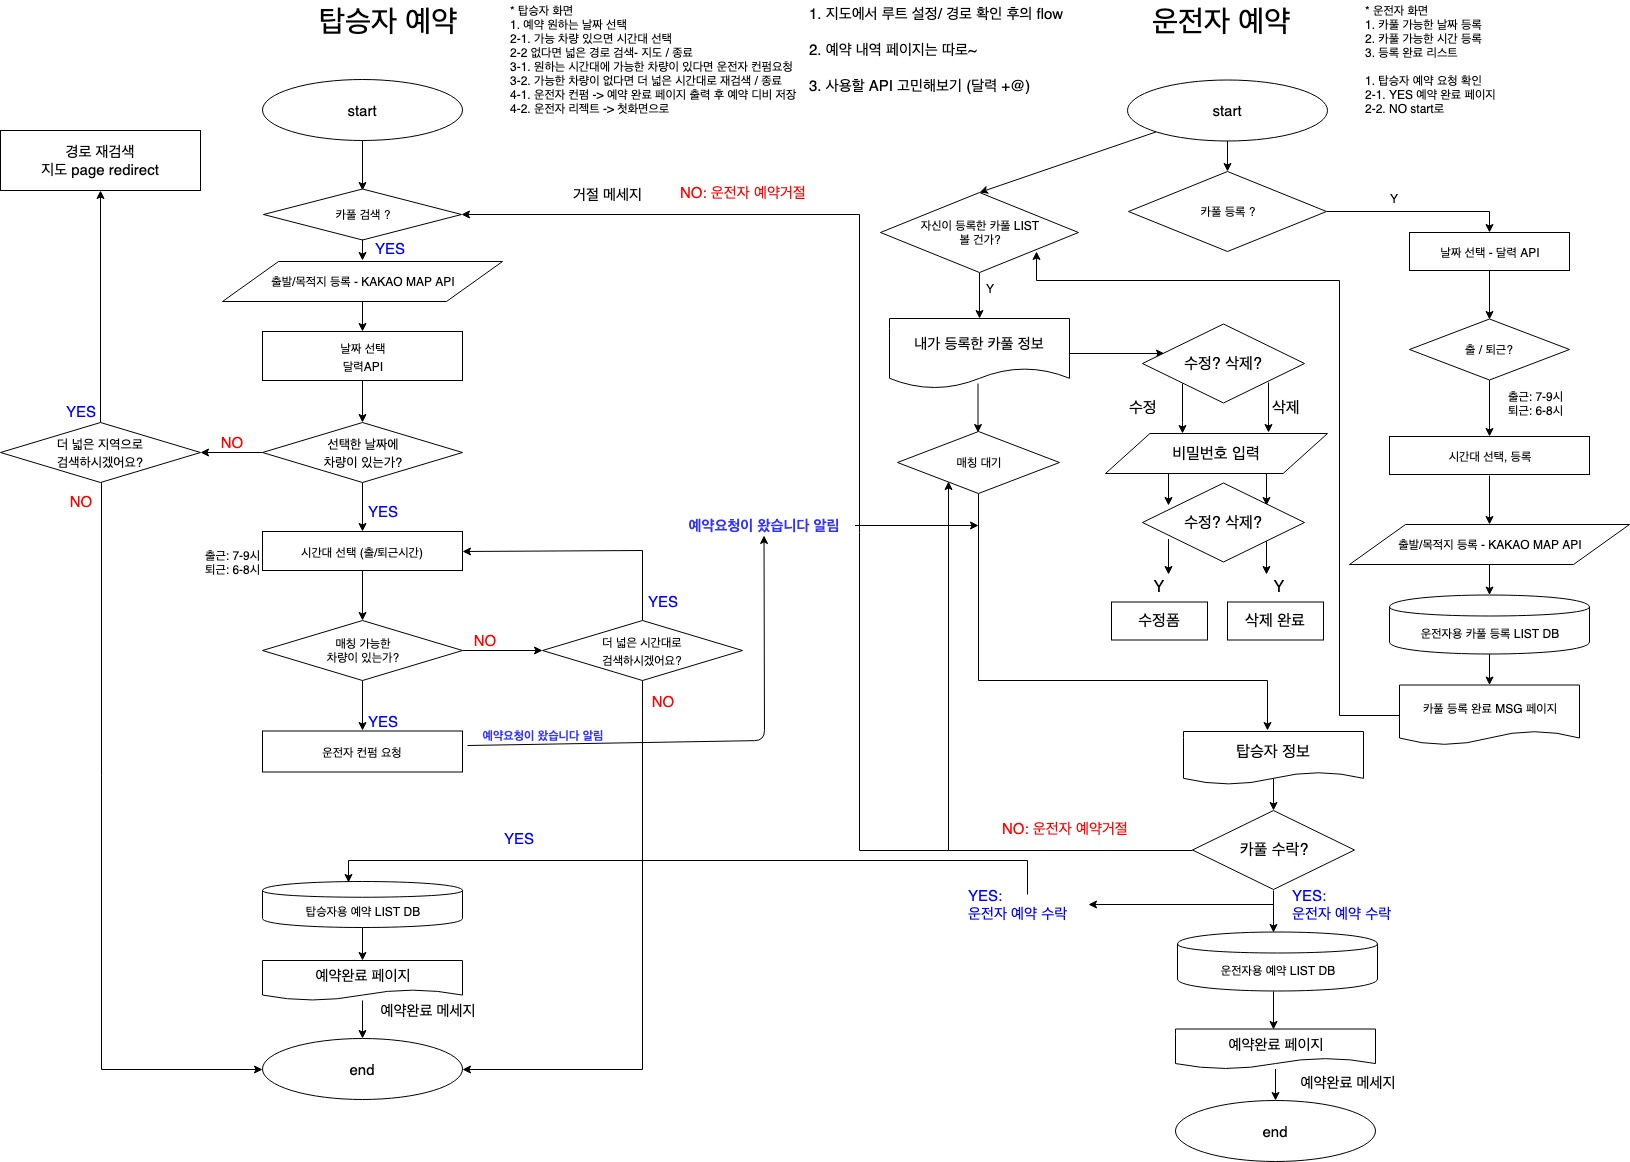 탑승자 예약
* 탑승자 화면
1. 예약 원하는 날짜 선택
2-1. 가능 차량 있으면 시간대 선택
2-2 없다면 넓은 경로 검색- 지도 / 종료
3-1. 원하는 시간대에 가능한 차량이 있다면 운전자 컨펌요청
3-2. 가능한 차량이 없다면 더 넓은 시간대로 재검색 / 종료
4-1. 운전자 컨펌 -> 예약 완료 페이지 출력 후 예약 디비 저장
4-2. 운전자 리젝트 -> 첫화면으로
1. 지도에서 루트 설정/ 경로 확인 후의 flow
2. 예약 내역 페이지는 따로~
3. 사용할 API 고민해보기 (달력 +@)
운전자 예약
* 운전자 화면
1. 카풀 가능한 날짜 등록
2. 카풀 가능한 시간 등록
3. 등록 완료 리스트
1. 탑승자 예약 요청 확인
2-1. YES 예약 완료 페이지
2-2. NO start로
start
경로 재검색
지도 page redirect
카풀 검색 ?
거절 메세지
NO: 운전자 예약거절
YES
출발/목적지 등록 - KAKAO MAP API
날짜 선택
달력API
YES
더 넓은 지역으로
검색하시겠어요?
NO
NO
선택한 날짜에
차량이 있는가?
YES
출근: 7-9시
퇴근: 6-8시
시간대 선택 (출/퇴근시간)
매칭 가능한
차량이 있는가?
NO
YES
더 넓은 시간대로
검색하시겠어요?
NO
YES
운전자 컨펌 요청
예약요청이 왔습니다 알림
예약요청이 왔습니다 알림
YES
탑승자용 예약 LIST DB
예약완료 페이지
예약완료 메세지
end
start
자신이 등록한 카풀 LIST
볼 건가?
Y
내가 등록한 카풀 정보
매칭 대기
수정? 삭제?
수정
삭제
비밀번호 입력
수정? 삭제?
Y
Y
수정폼
삭제 완료
카풀 등록 ?
Y
날짜 선택 - 달력 API
출 / 퇴근?
출근: 7-9시
퇴근: 6-8시
시간대 선택, 등록
출발/목적지 등록 - KAKAO MAP API
운전자용 카풀 등록 LIST DB
카풀 등록 완료 MSG 페이지
탑승자 정보
NO: 운전자 예약거절
카풀 수락?
YES:
운전자 예약 수락
YES:
운전자 예약 수락
운전자용 예약 LIST DB
예약완료 페이지
예약완료 메세지
end